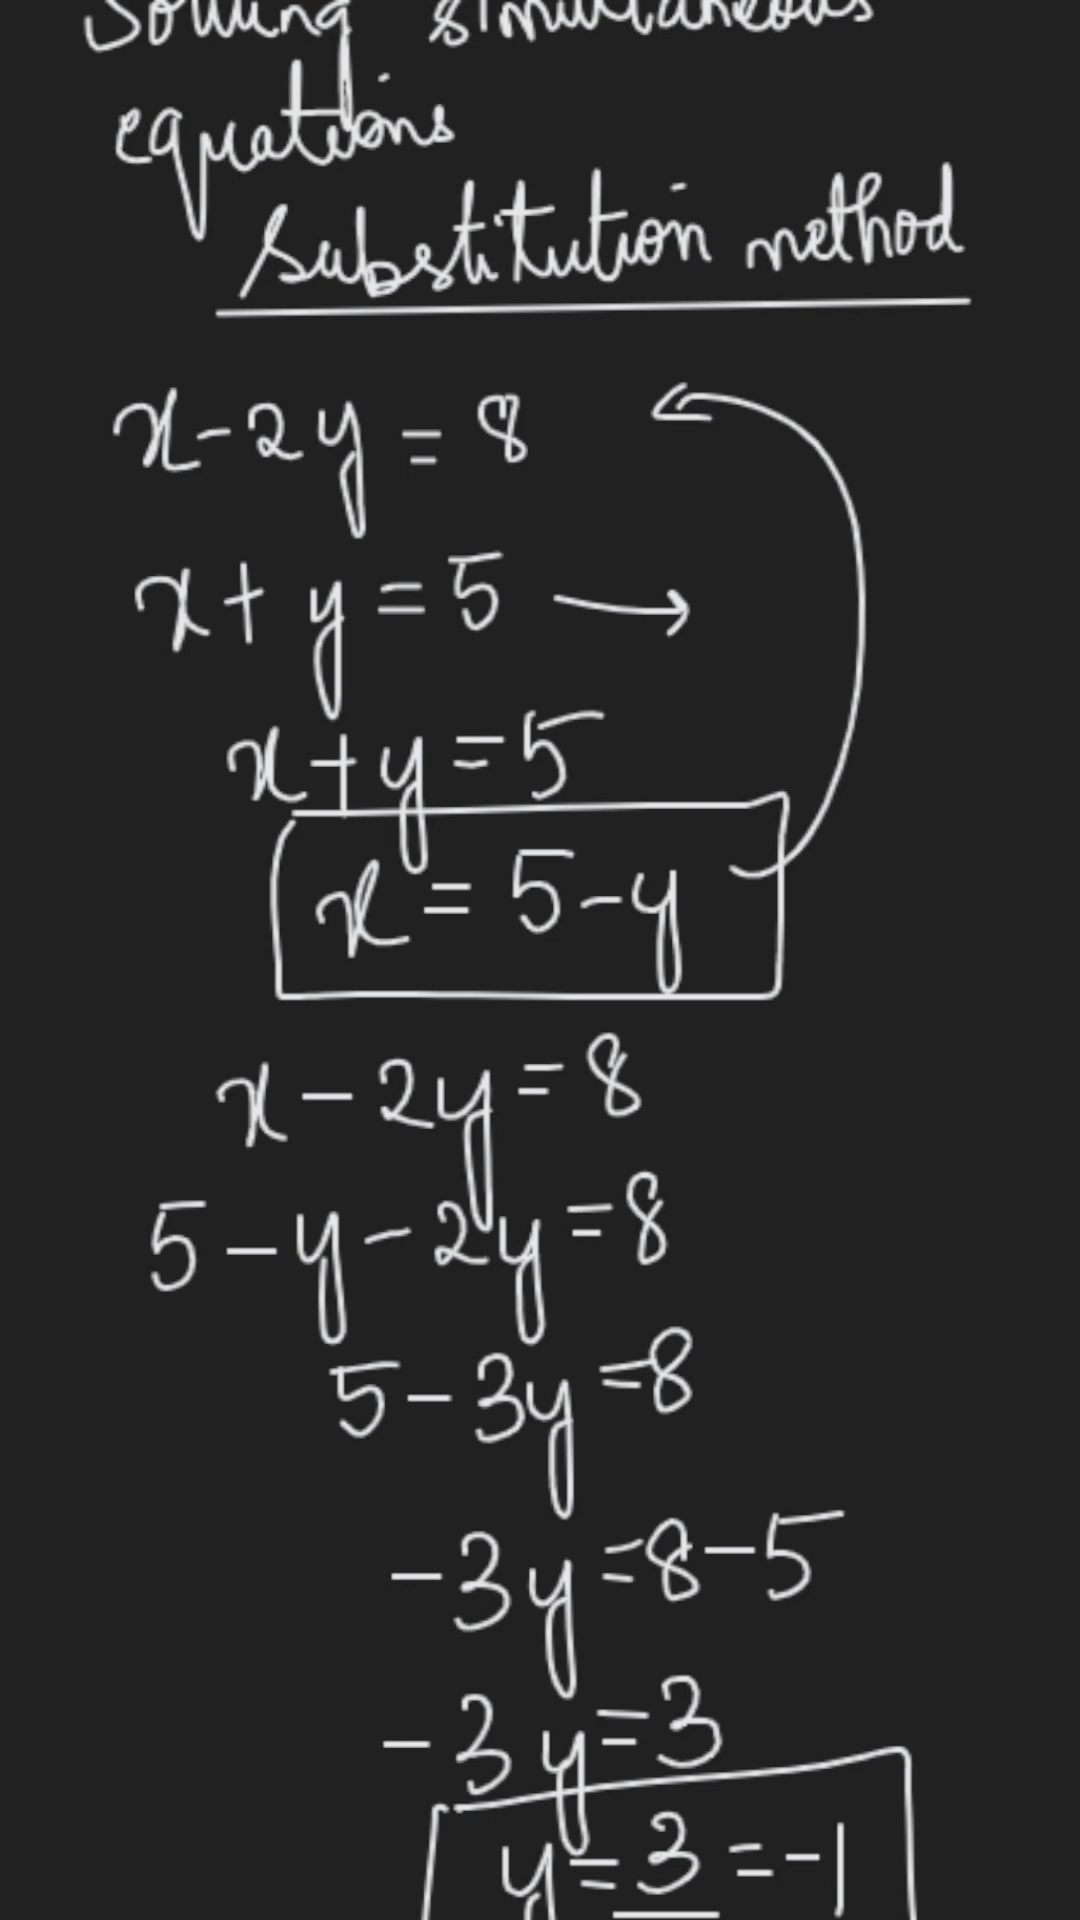 Solving simultaneous
equations
Substitution method
x-2y=8
x+y=5
x+y=5
x=5-y
x-2y=8
5-y-2y=8
5-3y=8
-3y=8-5
-3y=3
y=3=-1